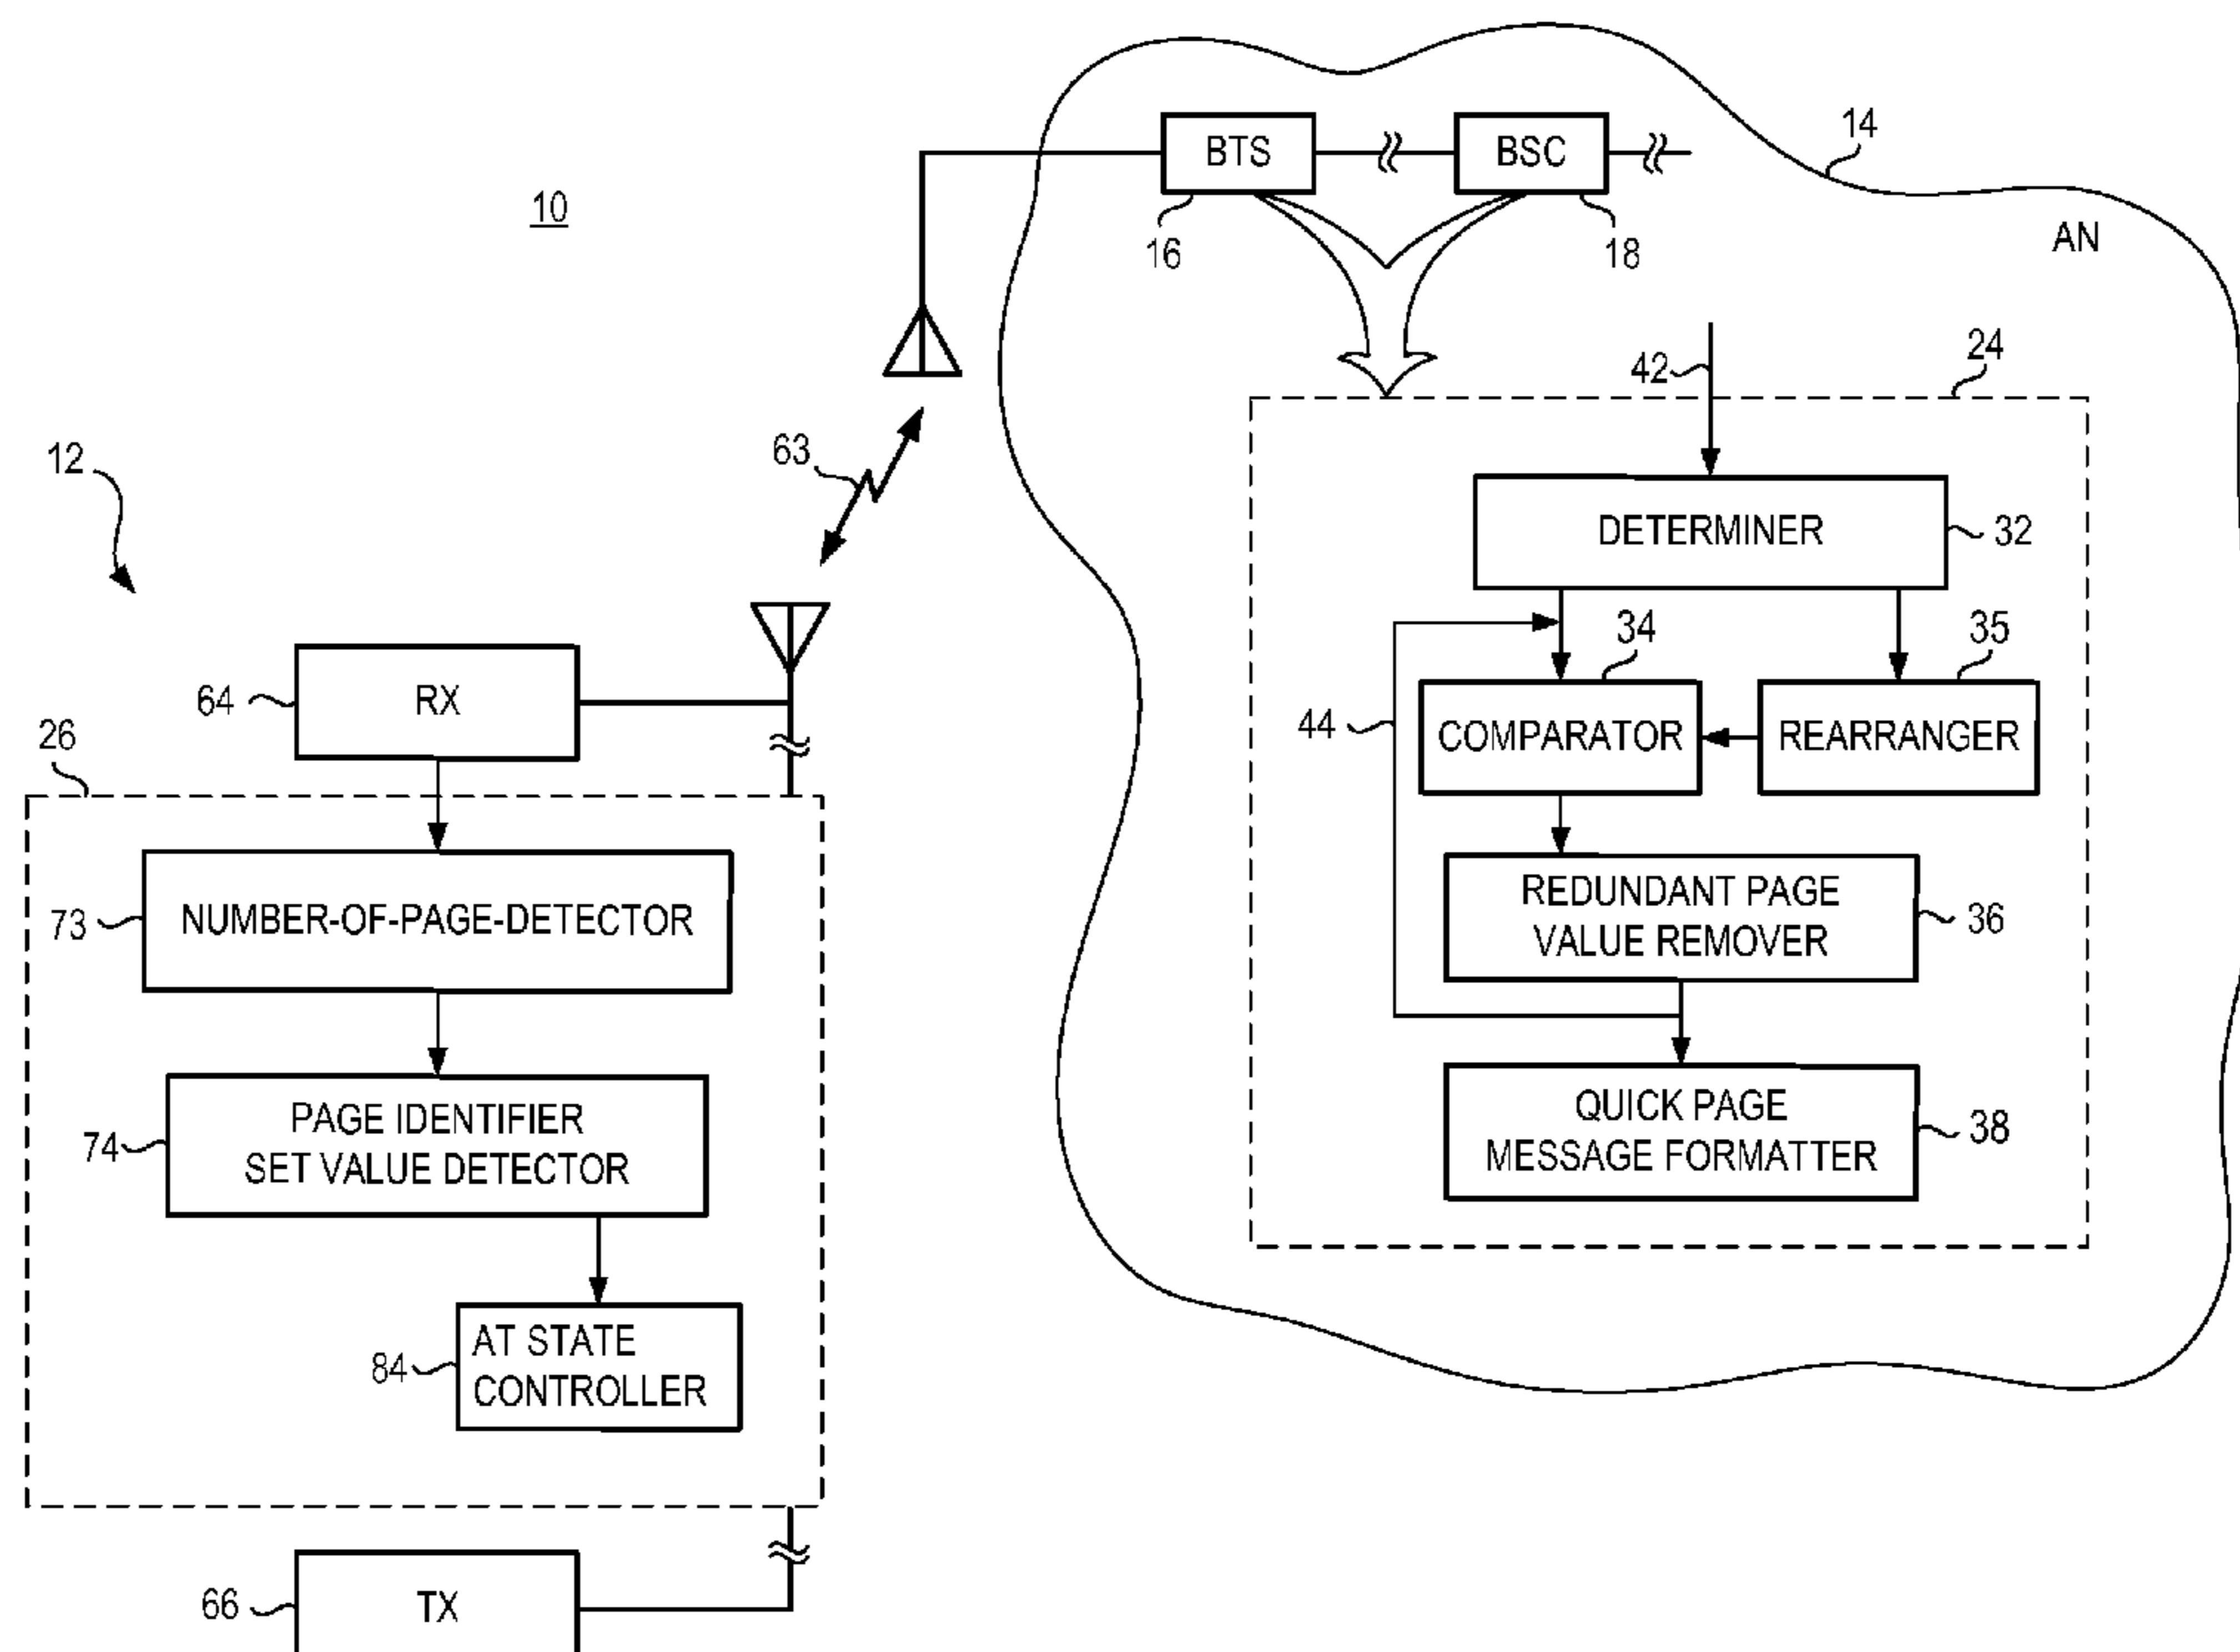 10
BTS
BSC
16
18
14
AN
42
24
DETERMINER
32
34
35
44
COMPARATOR
REARRANGER
REDUNDANT PAGE
VALUE REMOVER
36
QUICK PAGE
MESSAGE FORMATTER
38
63
12
RX
64
26
NUMBER-OF-PAGE-DETECTOR
73
PAGE IDENTIFIER
SET VALUE DETECTOR
74
AT STATE
CONTROLLER
84
TX
66